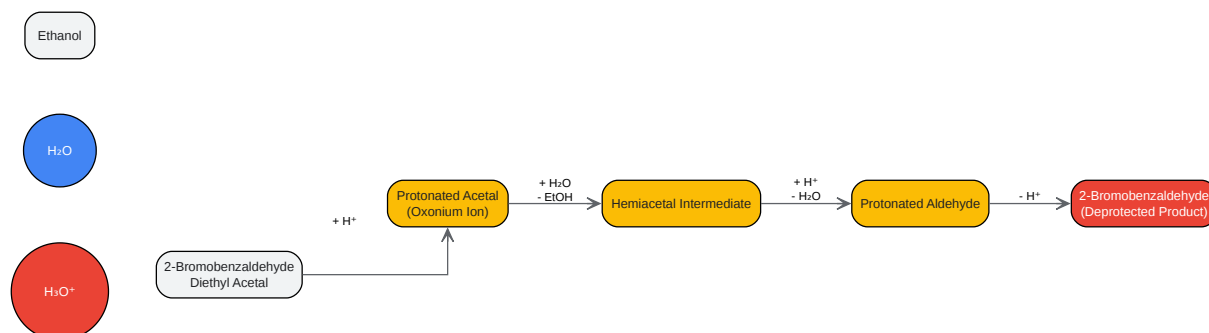 Ethanol
H₂O
H₃O⁺
2-Bromobenzaldehyde
Diethyl Acetal
+ H⁺
Protonated Acetal
(Oxonium Ion)
+ H₂O
- EtOH
Hemiacetal Intermediate
+ H⁺
- H₂O
Protonated Aldehyde
- H⁺
2-Bromobenzaldehyde
(Deprotected Product)